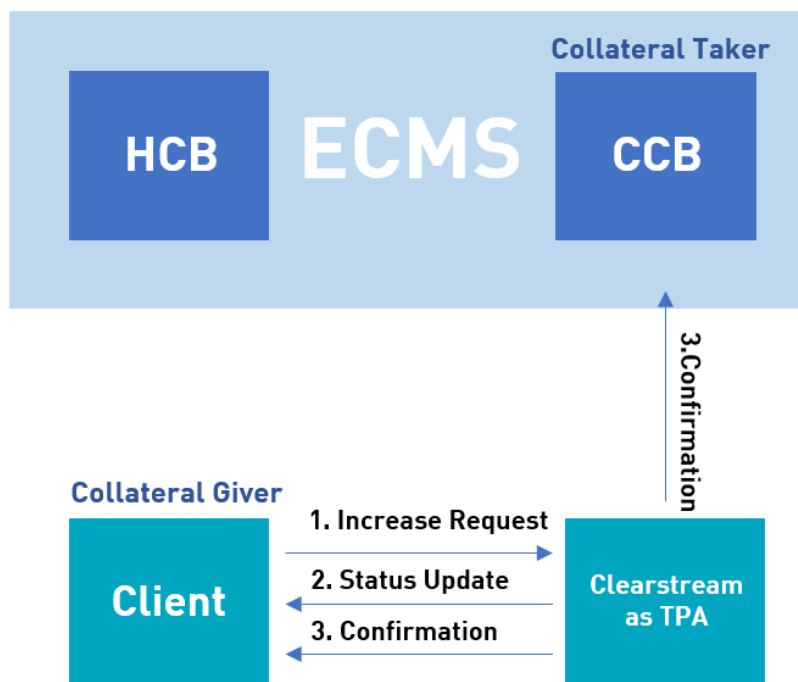 Collateral Taker
HCB
ECMS
CCB
3.Confirmation
Collateral Giver
Client
1. Increase Request
2. Status Update
3. Confirmation
Clearstream
as TPA